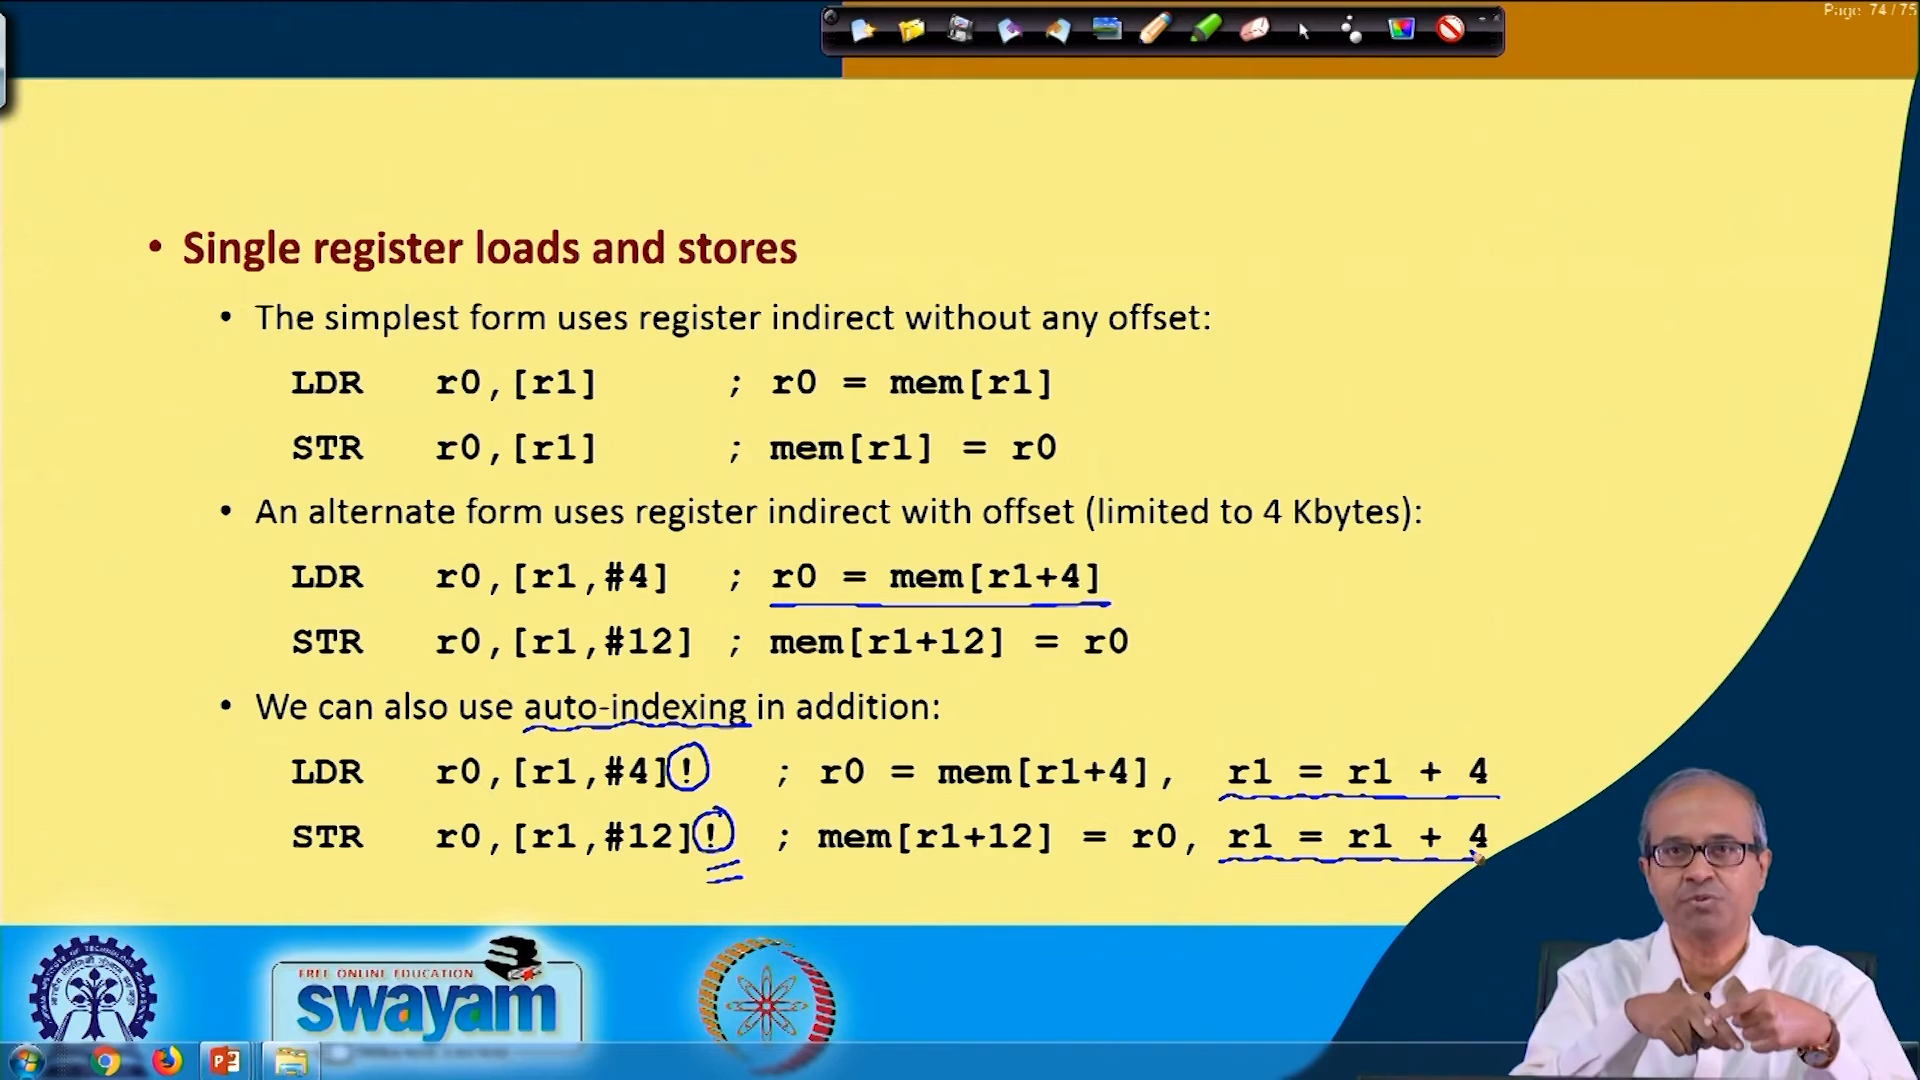 Page: 74 / 75
• Single register loads and stores
• The simplest form uses register indirect without any offset:
LDR r0,[r1] ; r0 = mem[r1]
STR r0,[r1] ; mem[r1] = r0
• An alternate form uses register indirect with offset (limited to 4 Kbytes):
LDR r0,[r1,#4] ; r0 = mem[r1+4]
STR r0,[r1,#12] ; mem[r1+12] = r0
• We can also use auto-indexing in addition:
LDR r0,[r1,#4]! ; r0 = mem[r1+4], r1 = r1 + 4
STR r0,[r1,#12]! ; mem[r1+12] = r0, r1 = r1 + 4
FREE ONLINE EDUCATION
swayam